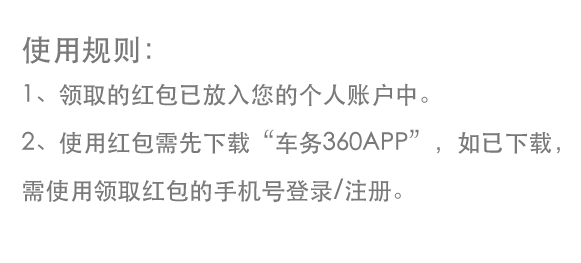 使用规则：
1、领取的红包已放入您的个人账户中。
2、使用红包需先下载“车务360APP”，如已下载，
需使用领取红包的手机号登录/注册。